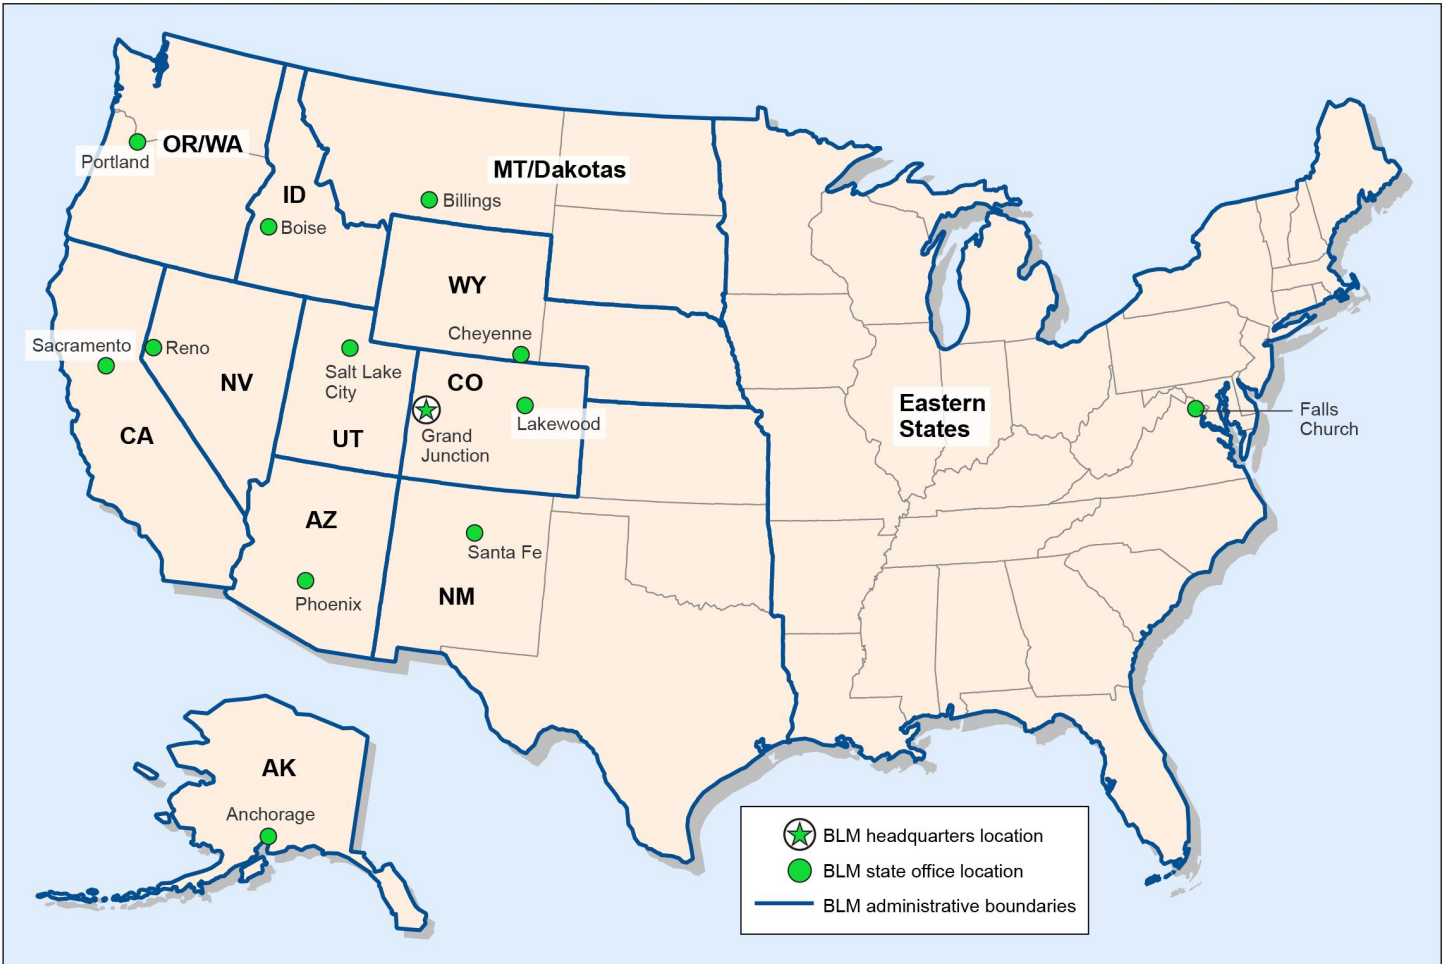 OR/WA
Portland
MT/Dakotas
ID
Billings
Boise
WY
Cheyenne
Sacramento
Reno
Salt Lake
City
NV
CO
Lakewood
Grand
Junction
CA
UT
Eastern
States
Falls
Church
AZ
Santa Fe
NM
Phoenix
AK
Anchorage
BLM headquarters location
BLM state office location
BLM administrative boundaries